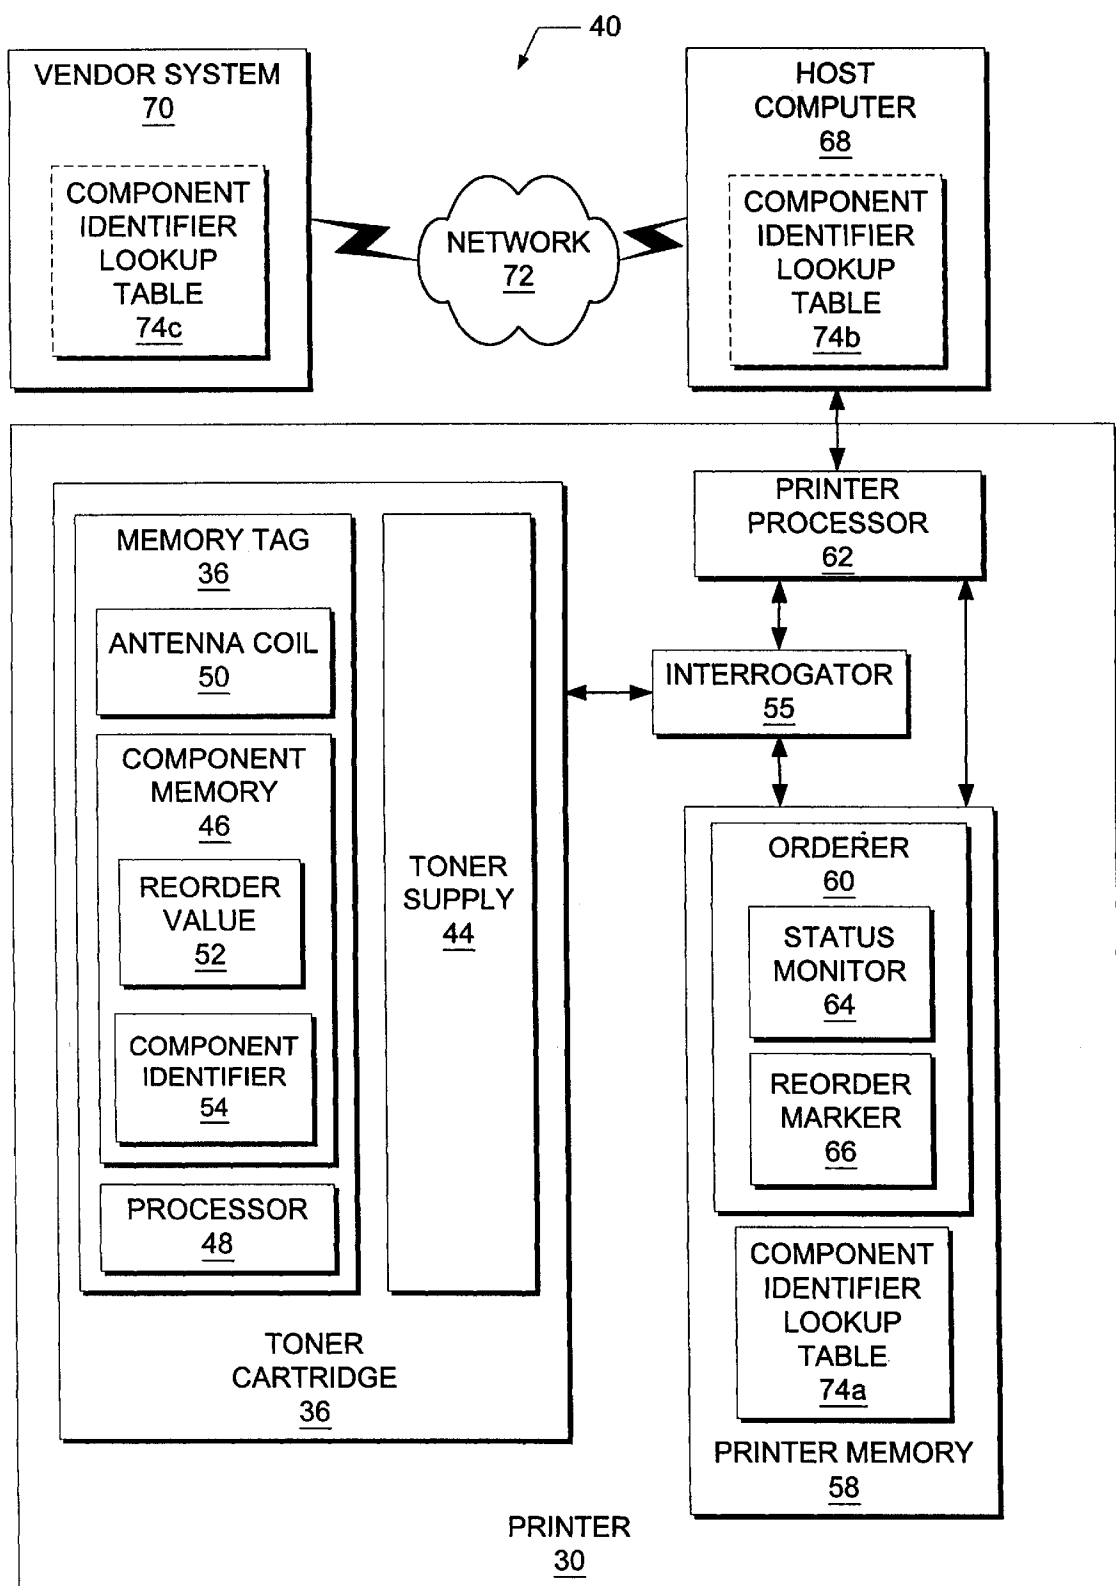 40
VENDOR SYSTEM
70
COMPONENT
IDENTIFIER
LOOKUP
TABLE
74c
NETWORK
72
HOST
COMPUTER
68
COMPONENT
IDENTIFIER
LOOKUP
TABLE
74b
PRINTER
PROCESSOR
62
MEMORY TAG
36
ANTENNA COIL
50
COMPONENT
MEMORY
46
REORDER
VALUE
52
COMPONENT
IDENTIFIER
54
PROCESSOR
48
TONER
SUPPLY
44
TONER
CARTRIDGE
36
INTERROGATOR
55
ORDERER
60
STATUS
MONITOR
64
REORDER
MARKER
66
COMPONENT
IDENTIFIER
LOOKUP
TABLE
74a
PRINTER MEMORY
58
PRINTER
30